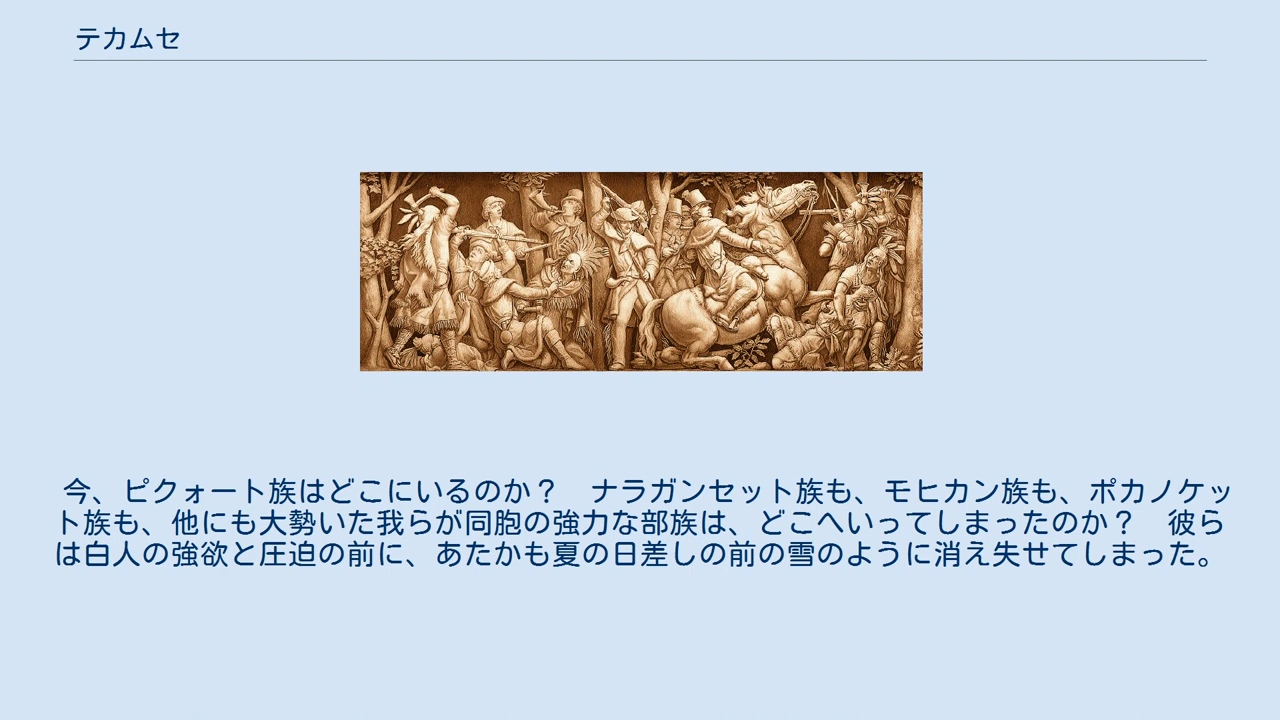 テカムセ
今、ピクォート族はどこにいるのか？　ナラガンセット族も、モヒカン族も、ポカノケッ
ト族も、他にも大勢いた我らが同胞の強力な部族は、どこへいってしまったのか？　彼ら
は白人の強欲と圧迫の前に、あたかも夏の日差しの前の雪のように消え失せてしまった。